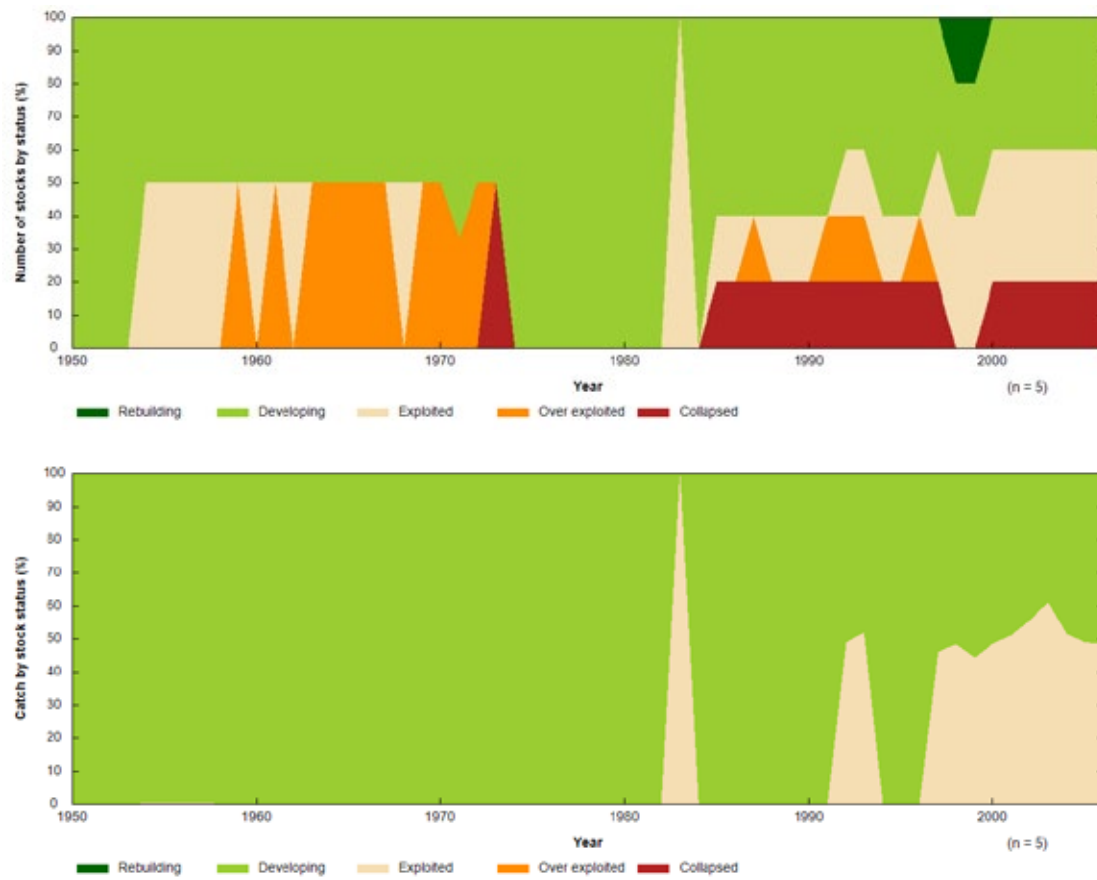 100
90
80
70
60
50
40
30
20
10
0
Number of stocks by status (%)
1950 1960 1970 1980 1990 2000
Year (n = 5)
Rebuilding Developing Exploited Over exploited Collapsed
100
90
80
70
60
50
40
30
20
10
0
Catch by stock status (%)
1950 1960 1970 1980 1990 2000
Year (n = 5)
Rebuilding Developing Exploited Over exploited Collapsed